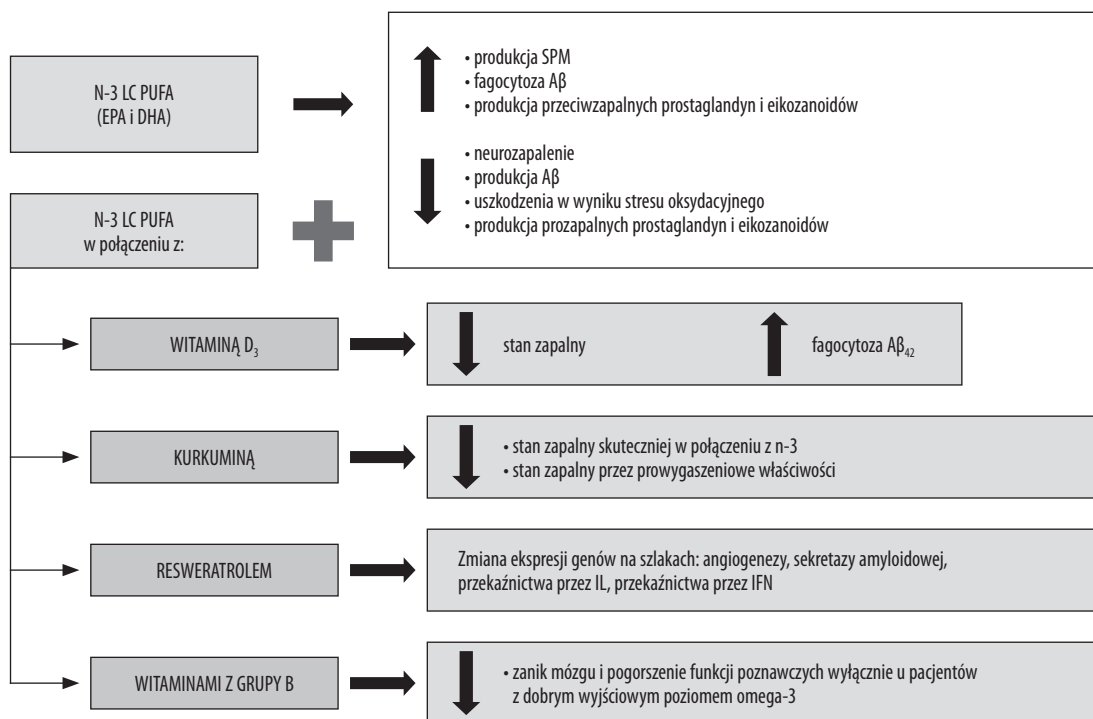 N-3 LC PUFA
(EPA i DHA)
• produkcja SPM
• fagocytoza Aβ
• produkcja przeciwzapalnych prostaglandyn i eikozanoidów
• neurozapalenie
• produkcja Aβ
• uszkodzenia w wyniku stresu oksydacyjnego
• produkcja prozapalnych prostaglandyn i eikozanoidów
N-3 LC PUFA
w połączeniu z:
WITAMINĄ D₃
stan zapalny
fagocytoza Aβ₄₂
KURKUMINĄ
• stan zapalny skuteczniej w połączeniu z n-3
• stan zapalny przez prowygaszeniowe właściwości
RESWERATROLEM
Zmiana ekspresji genów na szlakach: angiogenezy, sekretazy amyloidowej,
przekaźnictwa przez IL, przekaźnictwa przez IFN
WITAMINAMI Z GRUPY B
• zanik mózgu i pogorszenie funkcji poznawczych wyłącznie u pacjentów
z dobrym wyjściowym poziomem omega-3